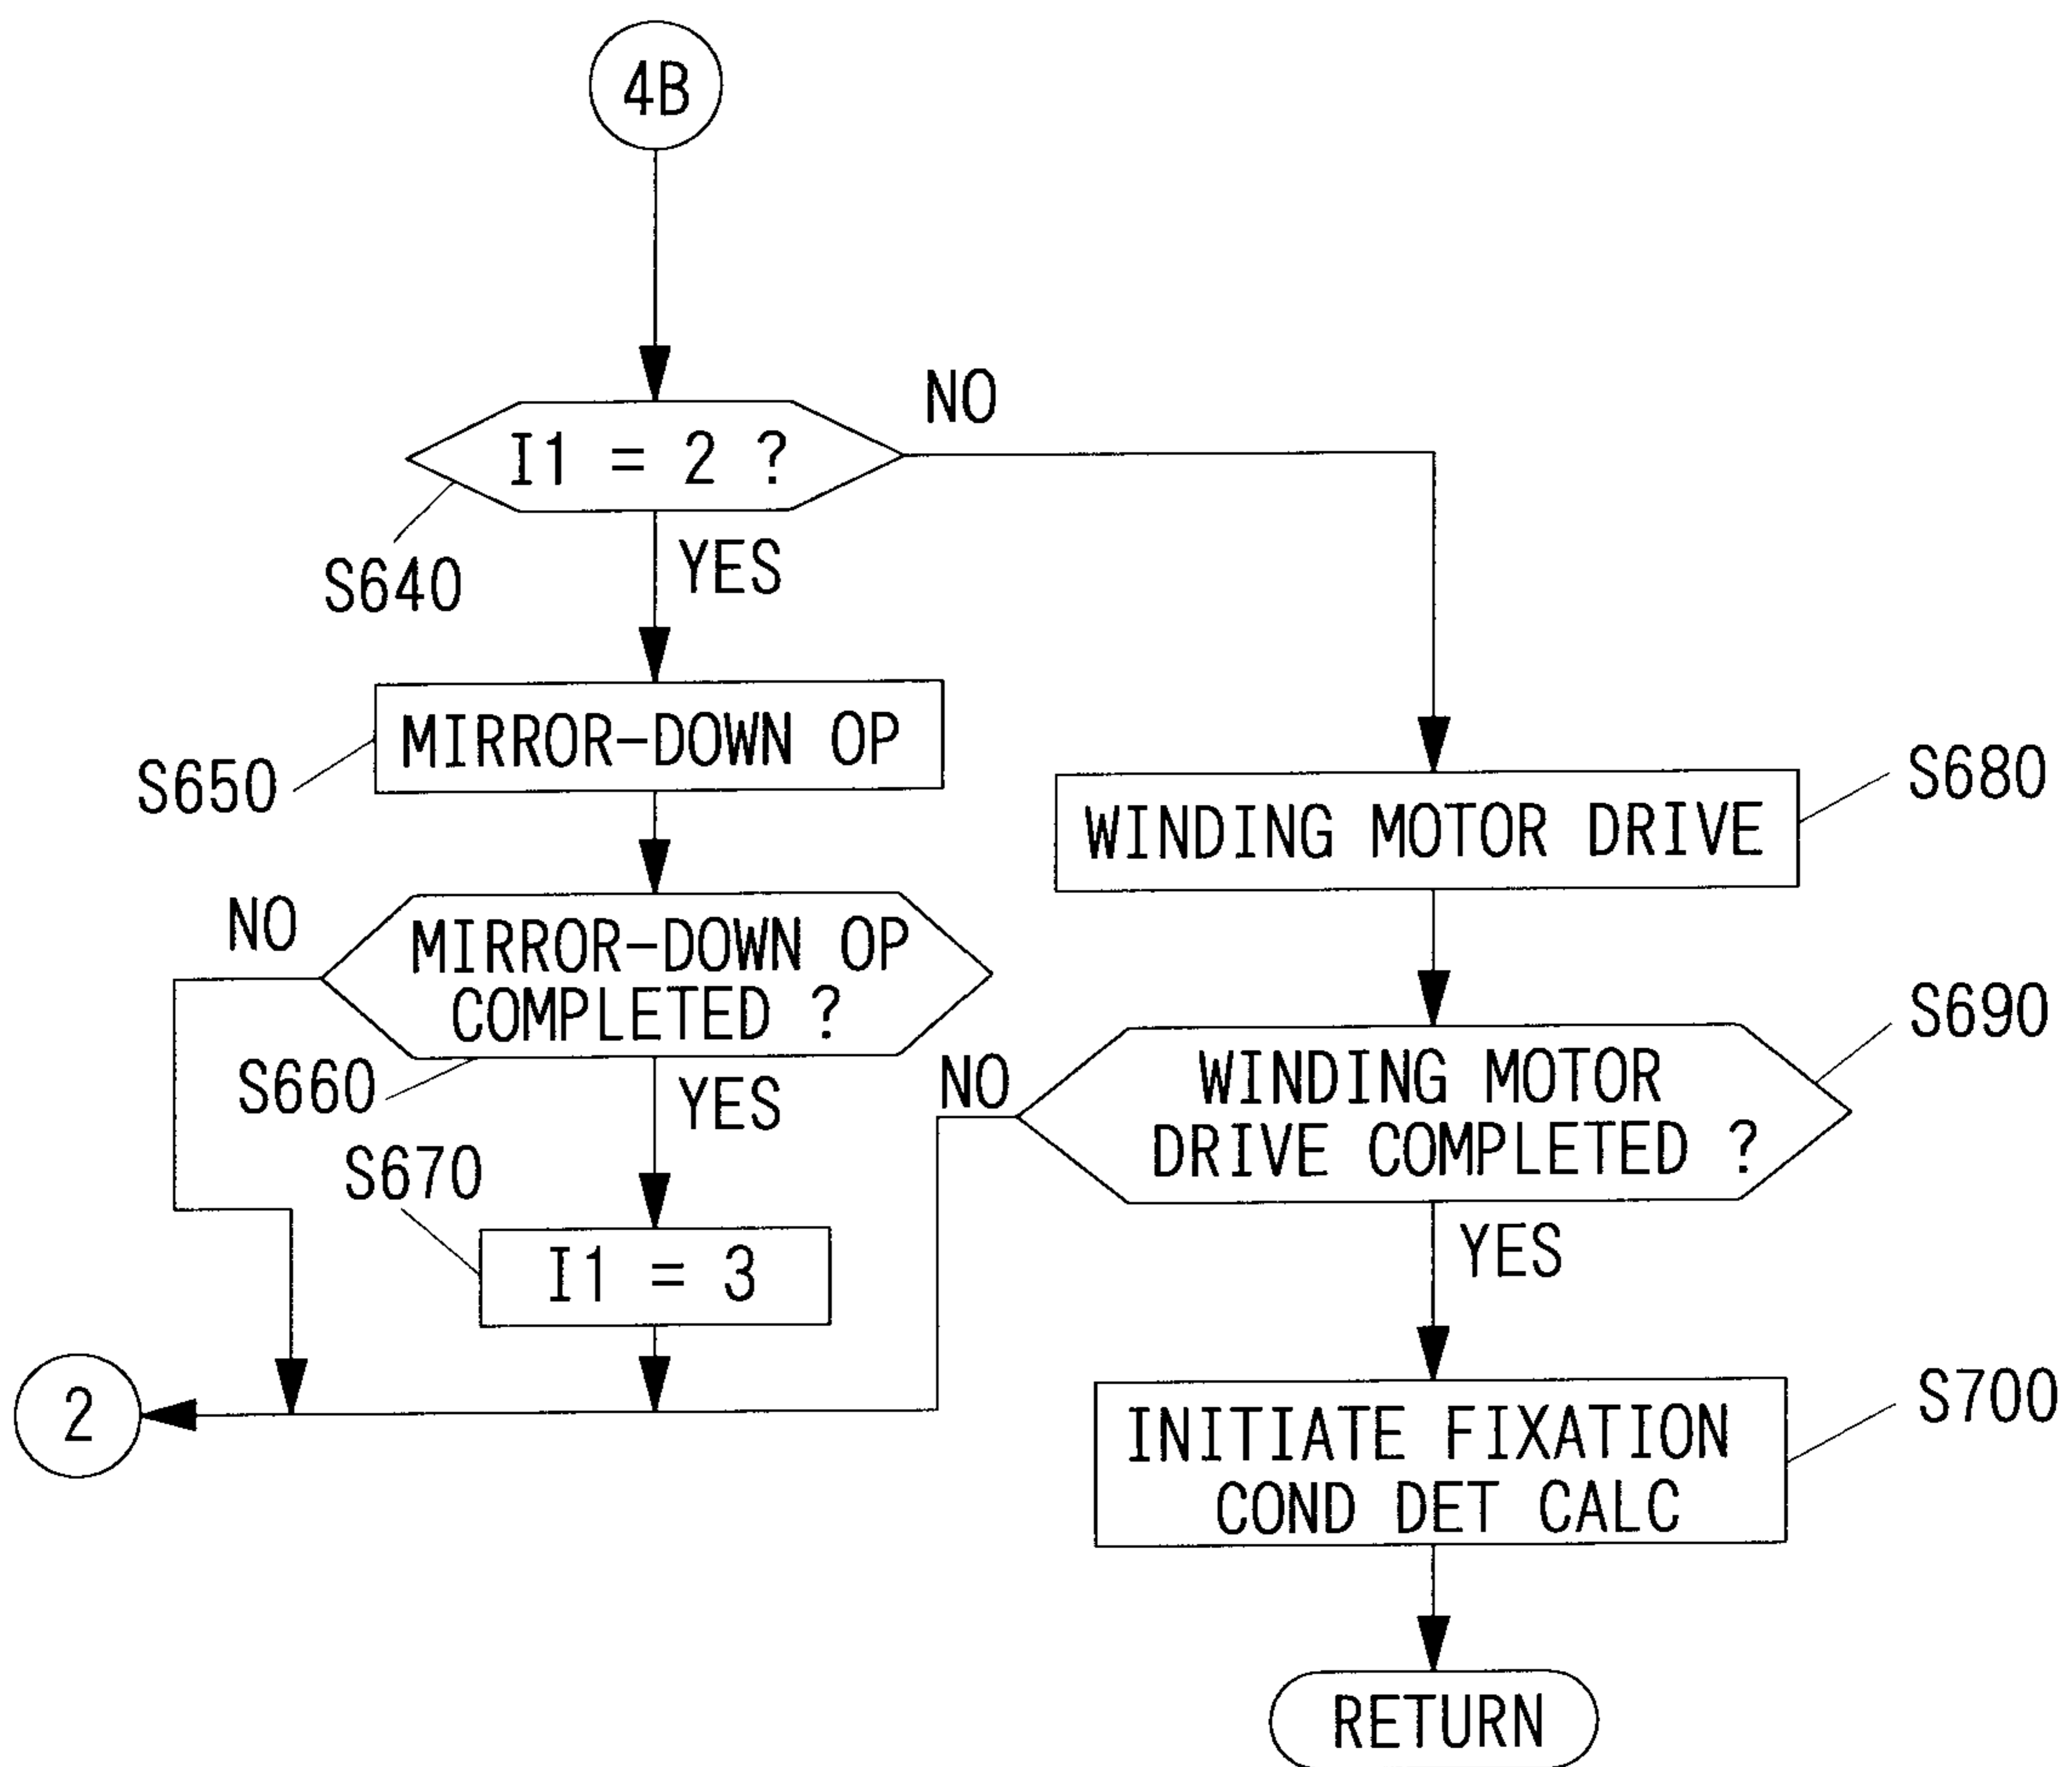 4B
I1 = 2 ?
NO
S640
YES
MIRROR-DOWN OP
S650
WINDING MOTOR DRIVE
S680
NO
MIRROR-DOWN OP
COMPLETED ?
S660
YES
S670
I1 = 3
NO
WINDING MOTOR
DRIVE COMPLETED ?
S690
YES
2
INITIATE FIXATION
COND DET CALC
S700
RETURN